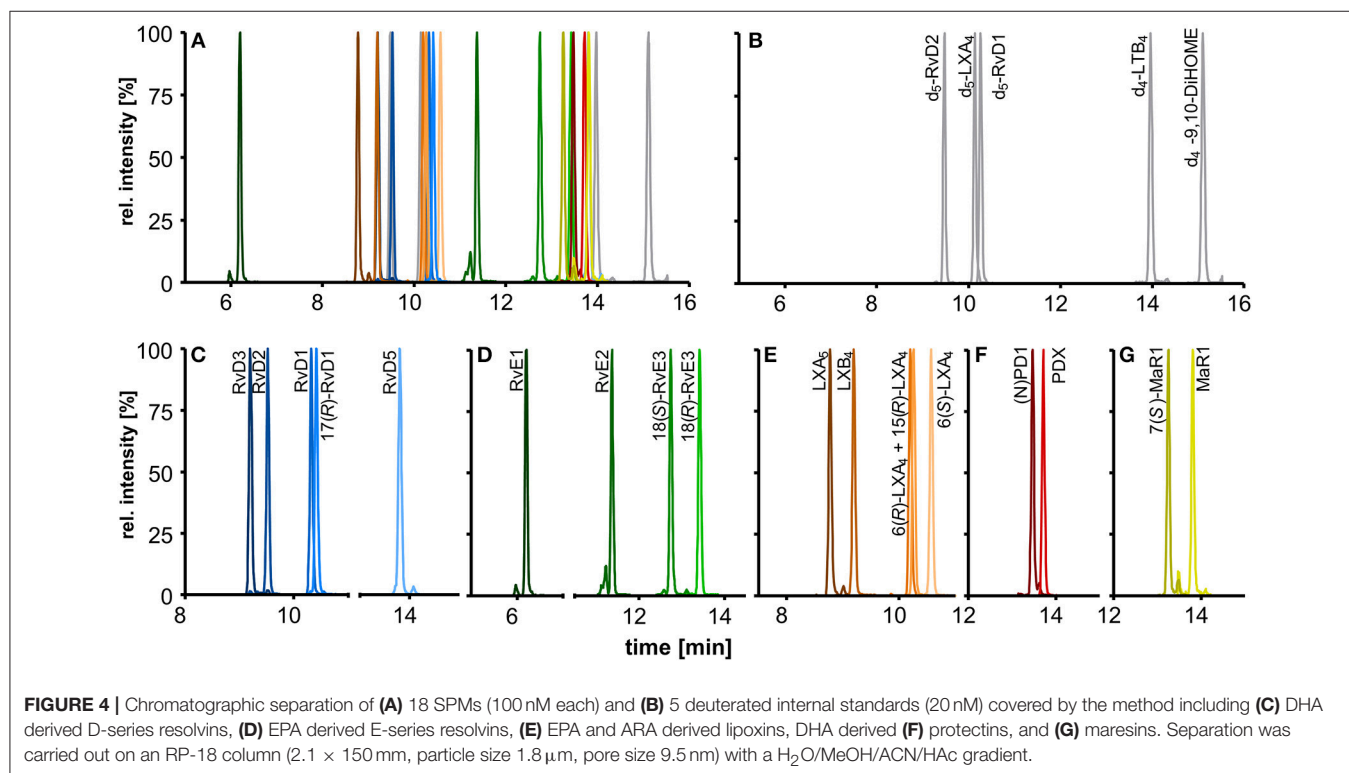 A
B
100
75
50
25
0
rel. intensity [%]
6 8 10 12 14 16
d5-RvD2
d5-LXA4
d5-RvD1
d4-LTB4
d4 -9,10-DiHOME
6 8 10 12 14 16
C
D
E
F
G
100
75
50
25
0
rel. intensity [%]
RvD3
RvD2
RvD1
17(R)-RvD1
RvD5
8 10 14
RvE1
RvE2
18(S)-RvE3
18(R)-RvE3
6 12 14
LXA5
LXB4
6(R)-LXA4 + 15(R)-LXA4
6(S)-LXA4
8 10
(N)PD1
PDX
12 14
7(S)-MaR1
MaR1
12 14
time [min]
FIGURE 4 | Chromatographic separation of (A) 18 SPMs (100 nM each) and (B) 5 deuterated internal standards (20 nM) covered by the method including (C) DHA
derived D-series resolvins, (D) EPA derived E-series resolvins, (E) EPA and ARA derived lipoxins, DHA derived (F) protectins, and (G) maresins. Separation was
carried out on an RP-18 column (2.1 × 150 mm, particle size 1.8 μm, pore size 9.5 nm) with a H2O/MeOH/ACN/HAc gradient.